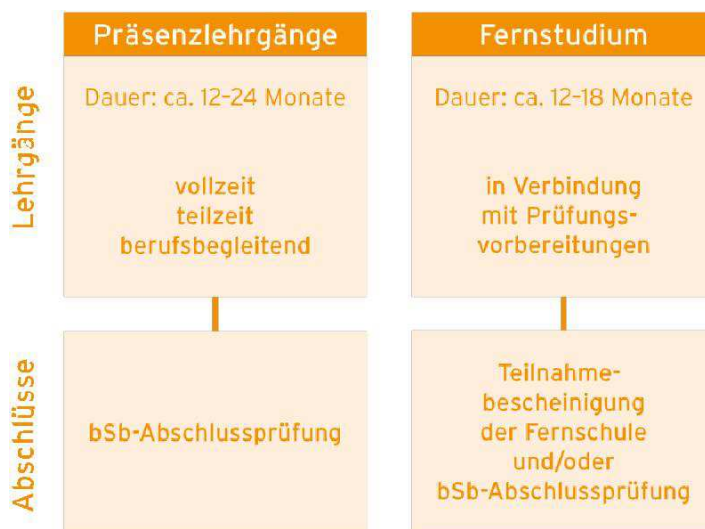 Präsenzlehrgänge
Fernstudium
Lehrgänge
Dauer: ca. 12–24 Monate
vollzeit
teilzeit
berufsbegleitend
Dauer: ca. 12–18 Monate
in Verbindung
mit Prüfungs-
vorbereitungen
Abschlüsse
bSb-Abschlussprüfung
Teilnahme-
bescheinigung
der Fernschule
und/oder
bSb-Abschlussprüfung